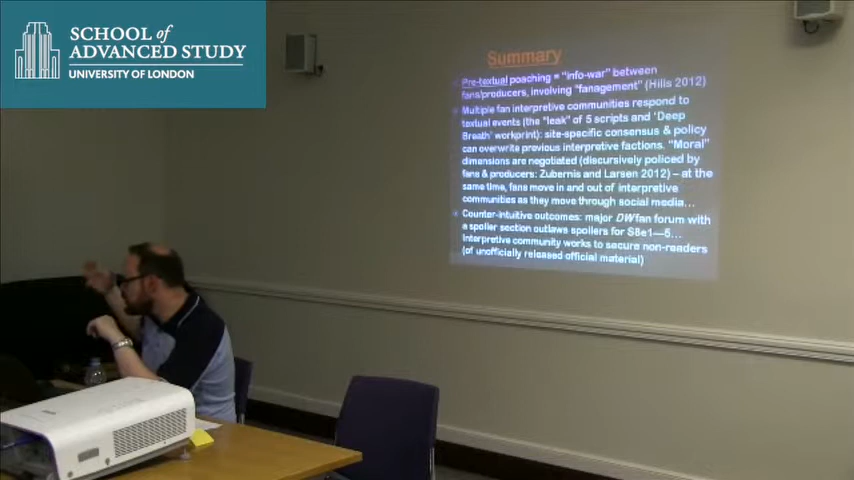 SCHOOL of
ADVANCED STUDY
UNIVERSITY OF LONDON
Summary
Pre-textual poaching = "info-war" between
fans/producers, involving "fanagement" (Hills 2012)
Multiple fan interpretive communities respond to
textual events (the "leak" of 5 scripts and 'Deep
Breath' workprint): site-specific consensus & policy
can overwrite previous interpretive factions. "Moral"
dimensions are negotiated (discursively policed by
fans & producers: Zubernis and Larsen 2012) – at the
same time, fans move in and out of interpretive
communities as they move through social media...
Counter-intuitive outcomes: major DW fan forum with
a spoiler section outlaws spoilers for S8e1—5...
Interpretive community works to secure non-readers
(of unofficially released official material)